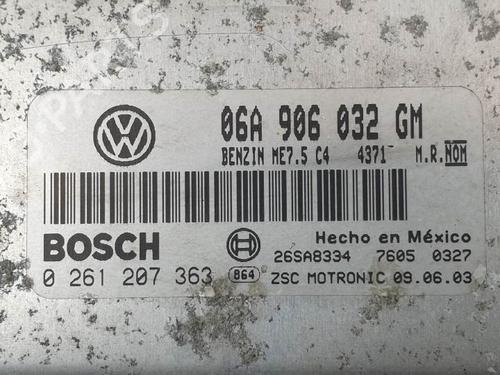 06A 906 032 GM
BENZIN ME7.5 C4 4371 M.R. NOM
BOSCH
Hecho en México
26SA8334 7605 0327
0 261 207 363 864 ZSC MOTRONIC 09.06.03